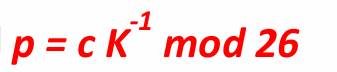 p = c K⁻¹ mod 26